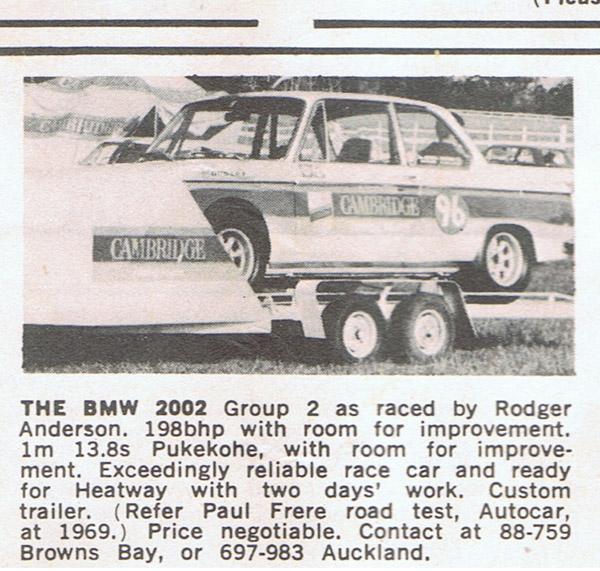 CAMBRIDGE
CAMBRIDGE
96
CAMBRIDGE
THE BMW 2002 Group 2 as raced by Rodger
Anderson. 198bhp with room for improvement.
1m 13.8s Pukekohe, with room for improve-
ment. Exceedingly reliable race car and ready
for Heatway with two days' work. Custom
trailer. (Refer Paul Frere road test, Autocar,
at 1969.) Price negotiable. Contact at 88-759
Browns Bay, or 697-983 Auckland.